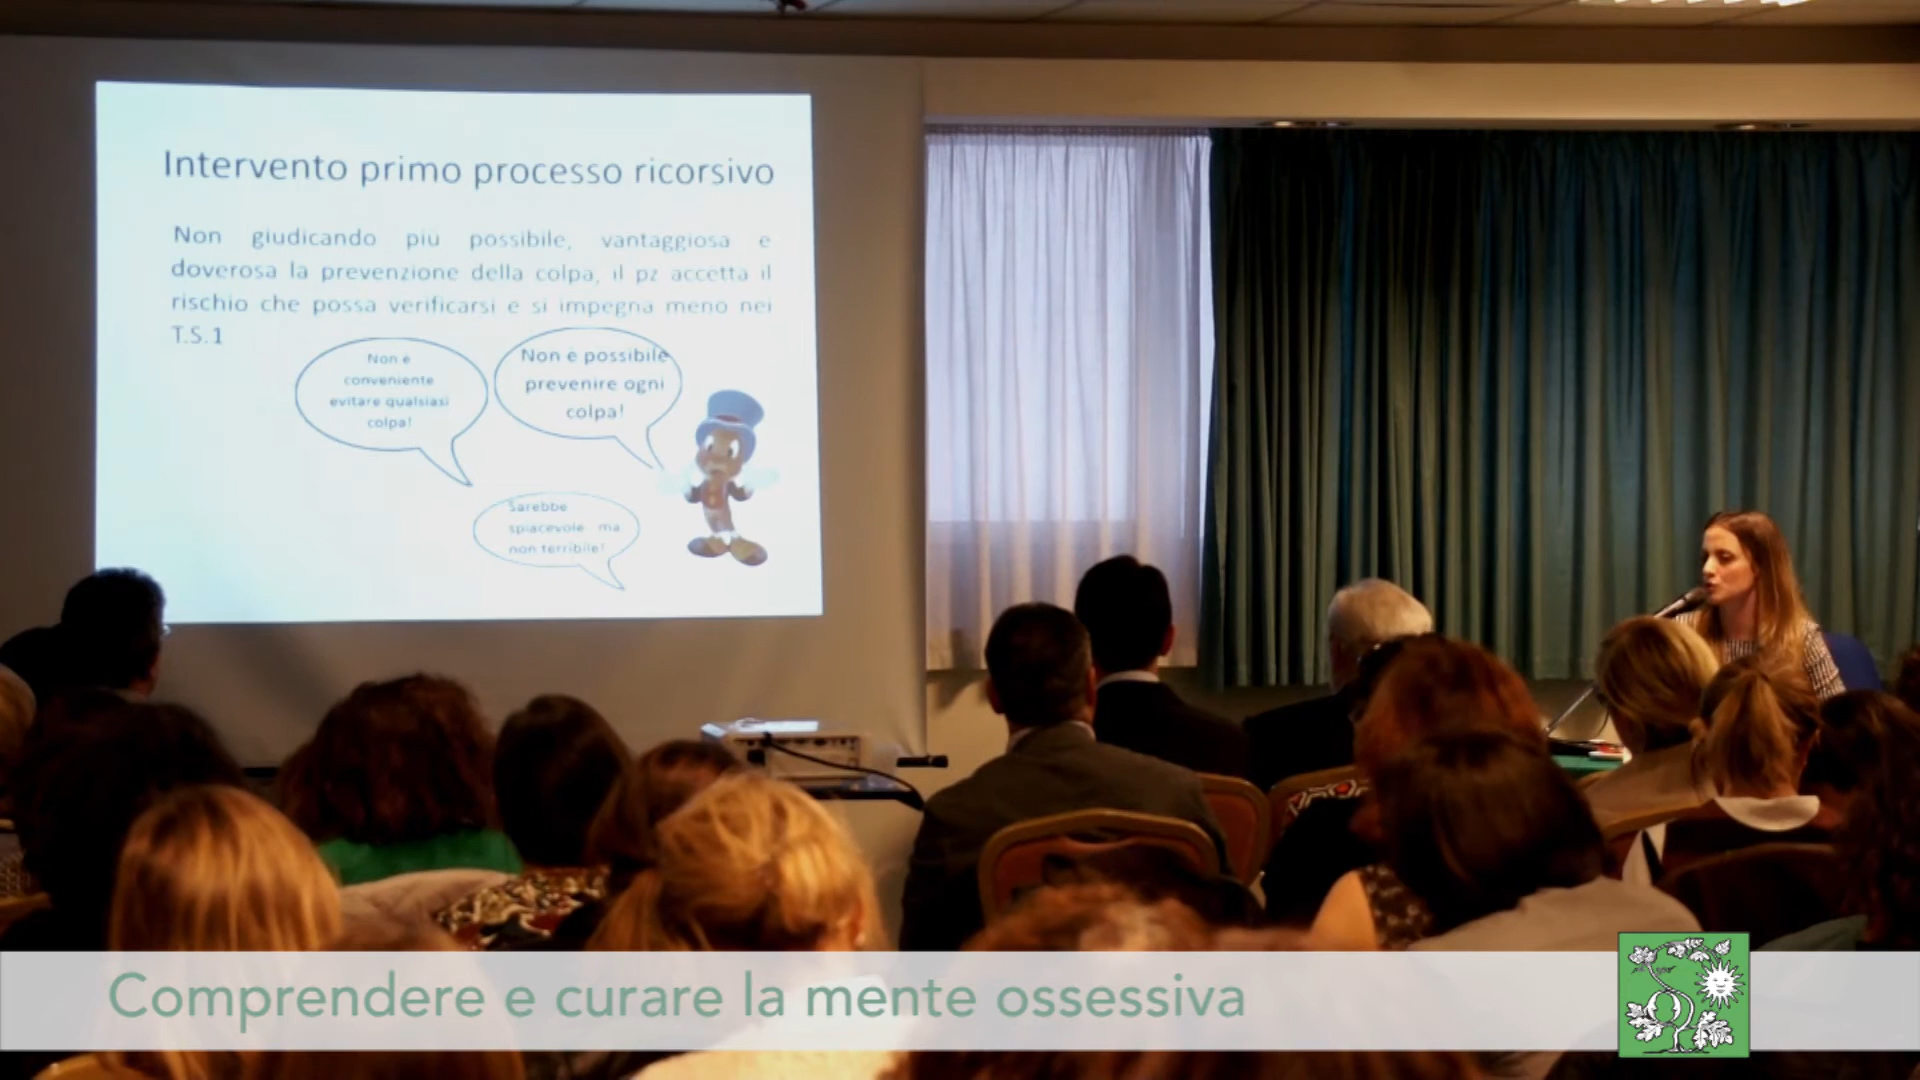 Intervento primo processo ricorsivo
Non giudicando più possibile, vantaggiosa e
doverosa la prevenzione della colpa, il pz accetta il
rischio che possa verificarsi e si impegna meno nei
T.S.1
Non è
conveniente
evitare qualsiasi
colpa!
Non è possibile
prevenire ogni
colpa!
Sarebbe
spiacevole ma
non terribile!
Comprendere e curare la mente ossessiva